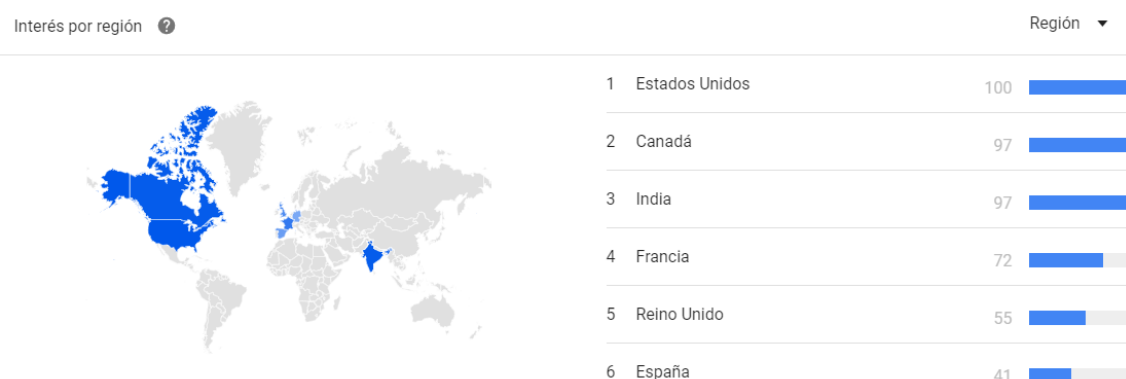 Interés por región
Región
1 Estados Unidos 100
2 Canadá 97
3 India 97
4 Francia 72
5 Reino Unido 55
6 España 41